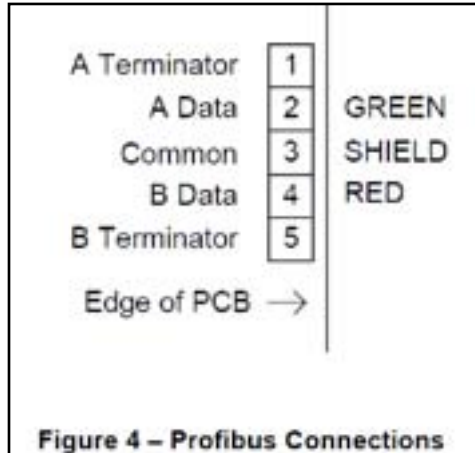 A Terminator 1
A Data 2 GREEN
Common 3 SHIELD
B Data 4 RED
B Terminator 5
Edge of PCB →
Figure 4 – Profibus Connections